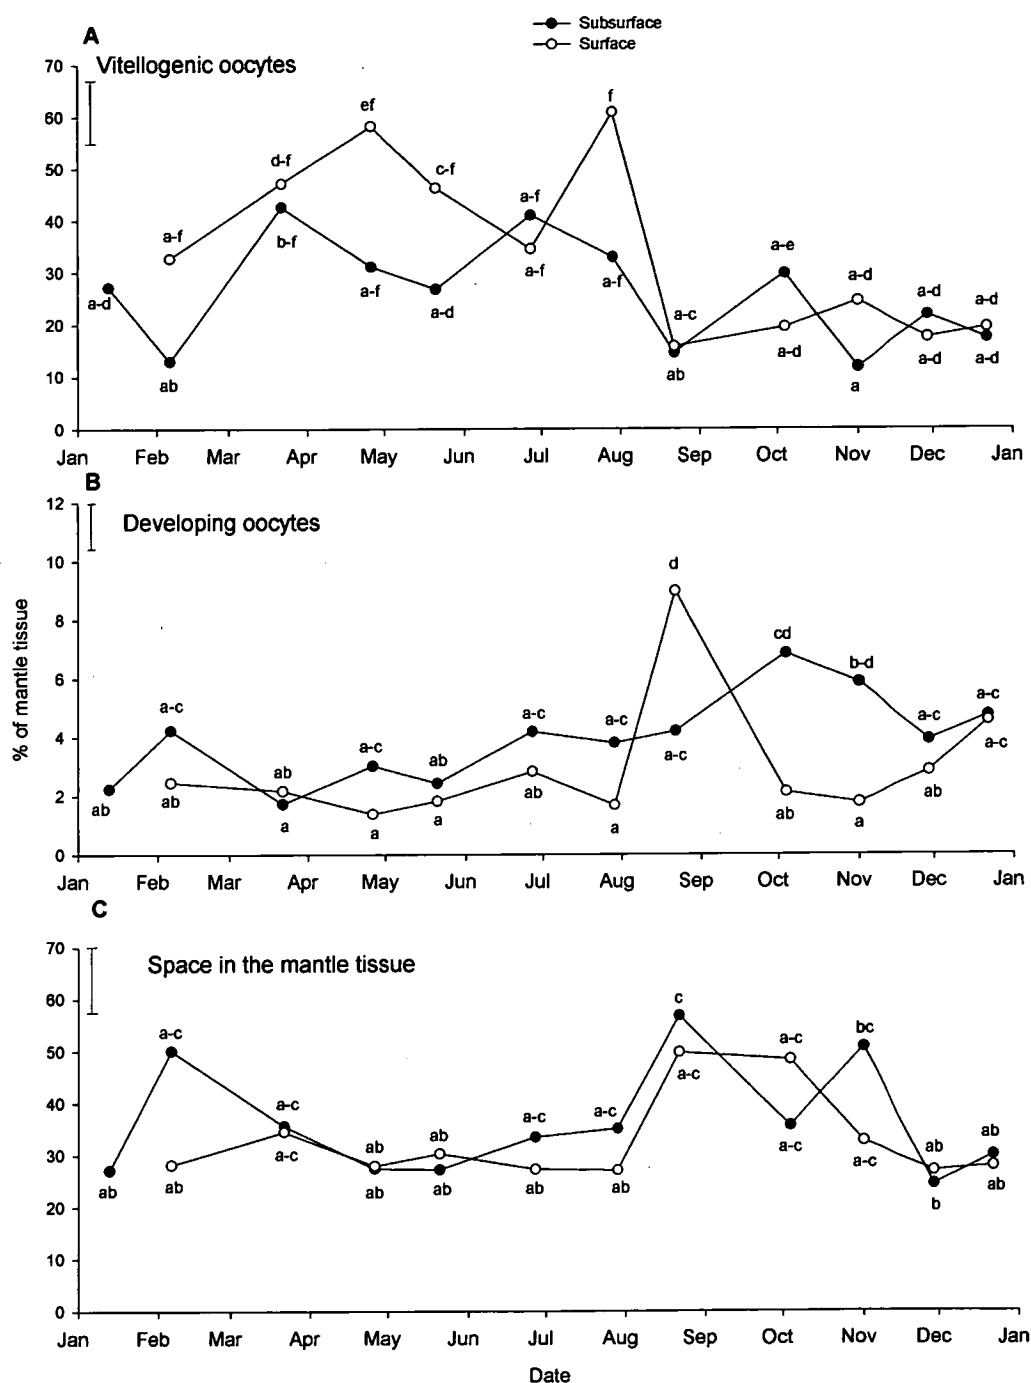 Subsurface
Surface
A
Vitellogenic oocytes
70
60
50
40
30
20
10
0
a-d
a-f
ab
d-f
b-f
ef
a-f
c-f
a-d
a-f
a-f
f
a-f
a-c
ab
a-e
a-d
a-d
a
a-d
a-d
a-d
a-d
Jan Feb Mar Apr May Jun Jul Aug Sep Oct Nov Dec Jan
B
Developing oocytes
12
10
8
6
4
2
0
ab
a-c
ab
ab
a
a-c
a
ab
a
a-c
ab
a-c
a
d
a-c
cd
ab
b-d
a
a-c
ab
a-c
a-c
Jan Feb Mar Apr May Jun Jul Aug Sep Oct Nov Dec Jan
% of mantle tissue
C
Space in the mantle tissue
70
60
50
40
30
20
10
0
ab
a-c
ab
a-c
a-c
ab
ab
ab
ab
a-c
ab
a-c
ab
c
a-c
a-c
a-c
bc
a-c
ab
b
ab
ab
Jan Feb Mar Apr May Jun Jul Aug Sep Oct Nov Dec Jan
Date